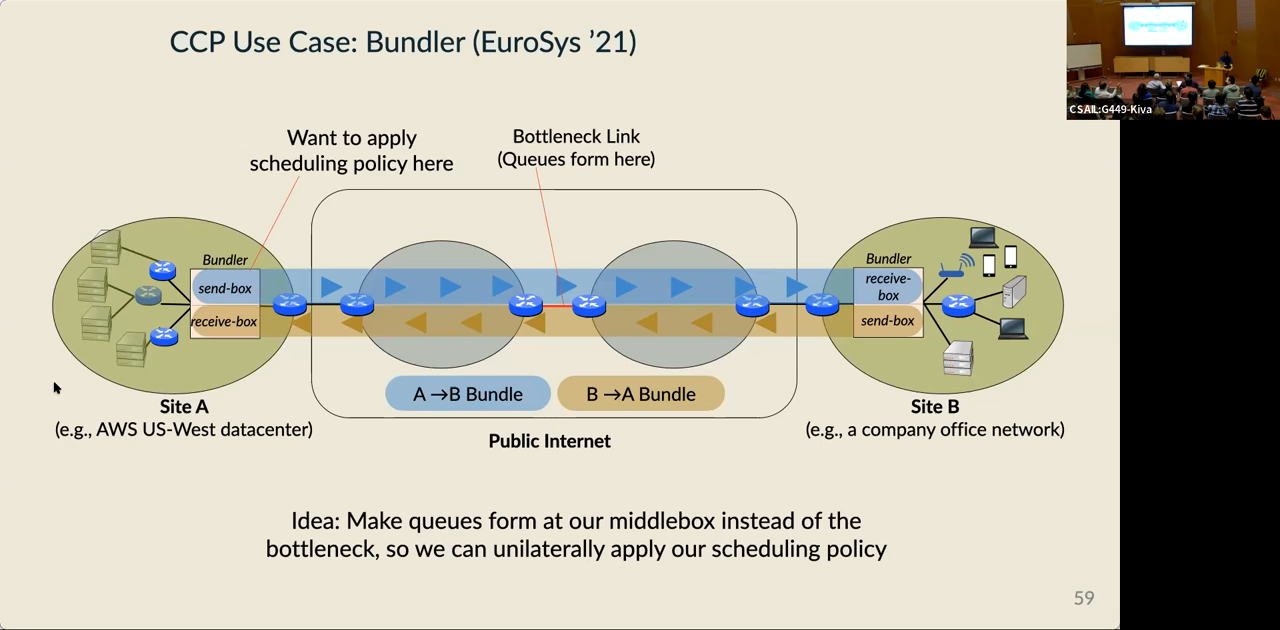 CCP Use Case: Bundler (EuroSys ’21)
CSAIL:G449-Kiva
Want to apply
scheduling policy here
Bottleneck Link
(Queues form here)
Bundler
send-box
receive-box
Bundler
receive-
box
send-box
A →B Bundle
B →A Bundle
Site A
(e.g., AWS US-West datacenter)
Public Internet
Site B
(e.g., a company office network)
Idea: Make queues form at our middlebox instead of the
bottleneck, so we can unilaterally apply our scheduling policy
59